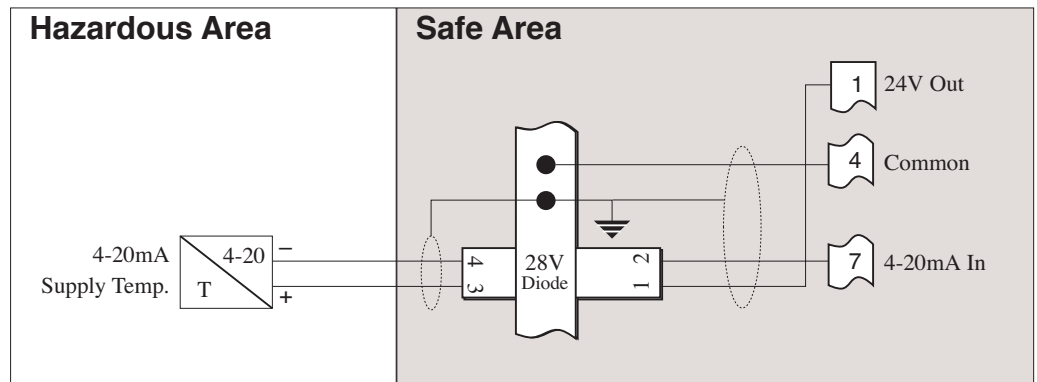 Hazardous Area
Safe Area
1
24V Out
4
Common
4-20mA
Supply Temp.
4-20
T
–
+
4
3
28V
Diode
2
1
7
4-20mA In